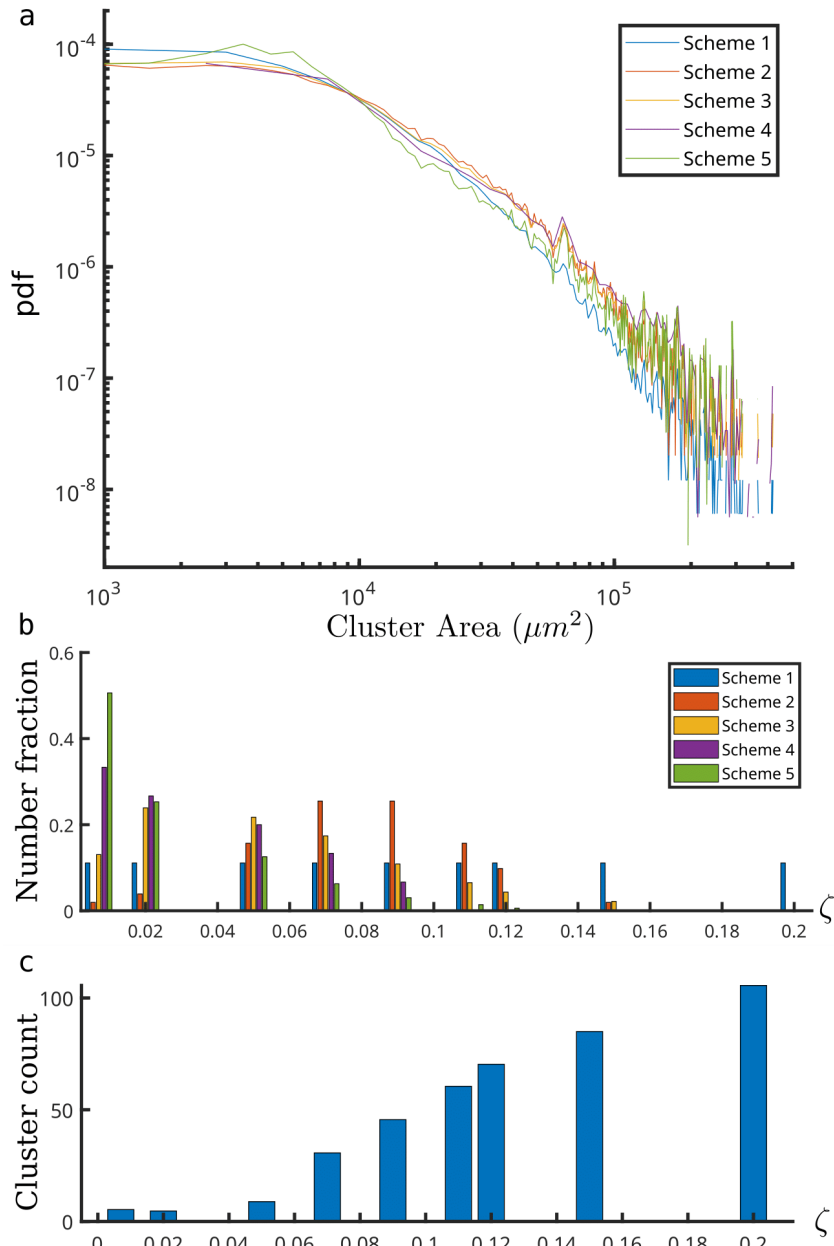 a
10^-4
10^-5
10^-6
10^-7
10^-8
pdf
Scheme 1
Scheme 2
Scheme 3
Scheme 4
Scheme 5
10^3 10^4 10^5
Cluster Area (μm^2)
b
Number fraction
0.6
0.4
0.2
0
Scheme 1
Scheme 2
Scheme 3
Scheme 4
Scheme 5
0.02 0.04 0.06 0.08 0.1 0.12 0.14 0.16 0.18 0.2 ζ
c
Cluster count
100
50
0
0 0.02 0.04 0.06 0.08 0.1 0.12 0.14 0.16 0.18 0.2 ζ